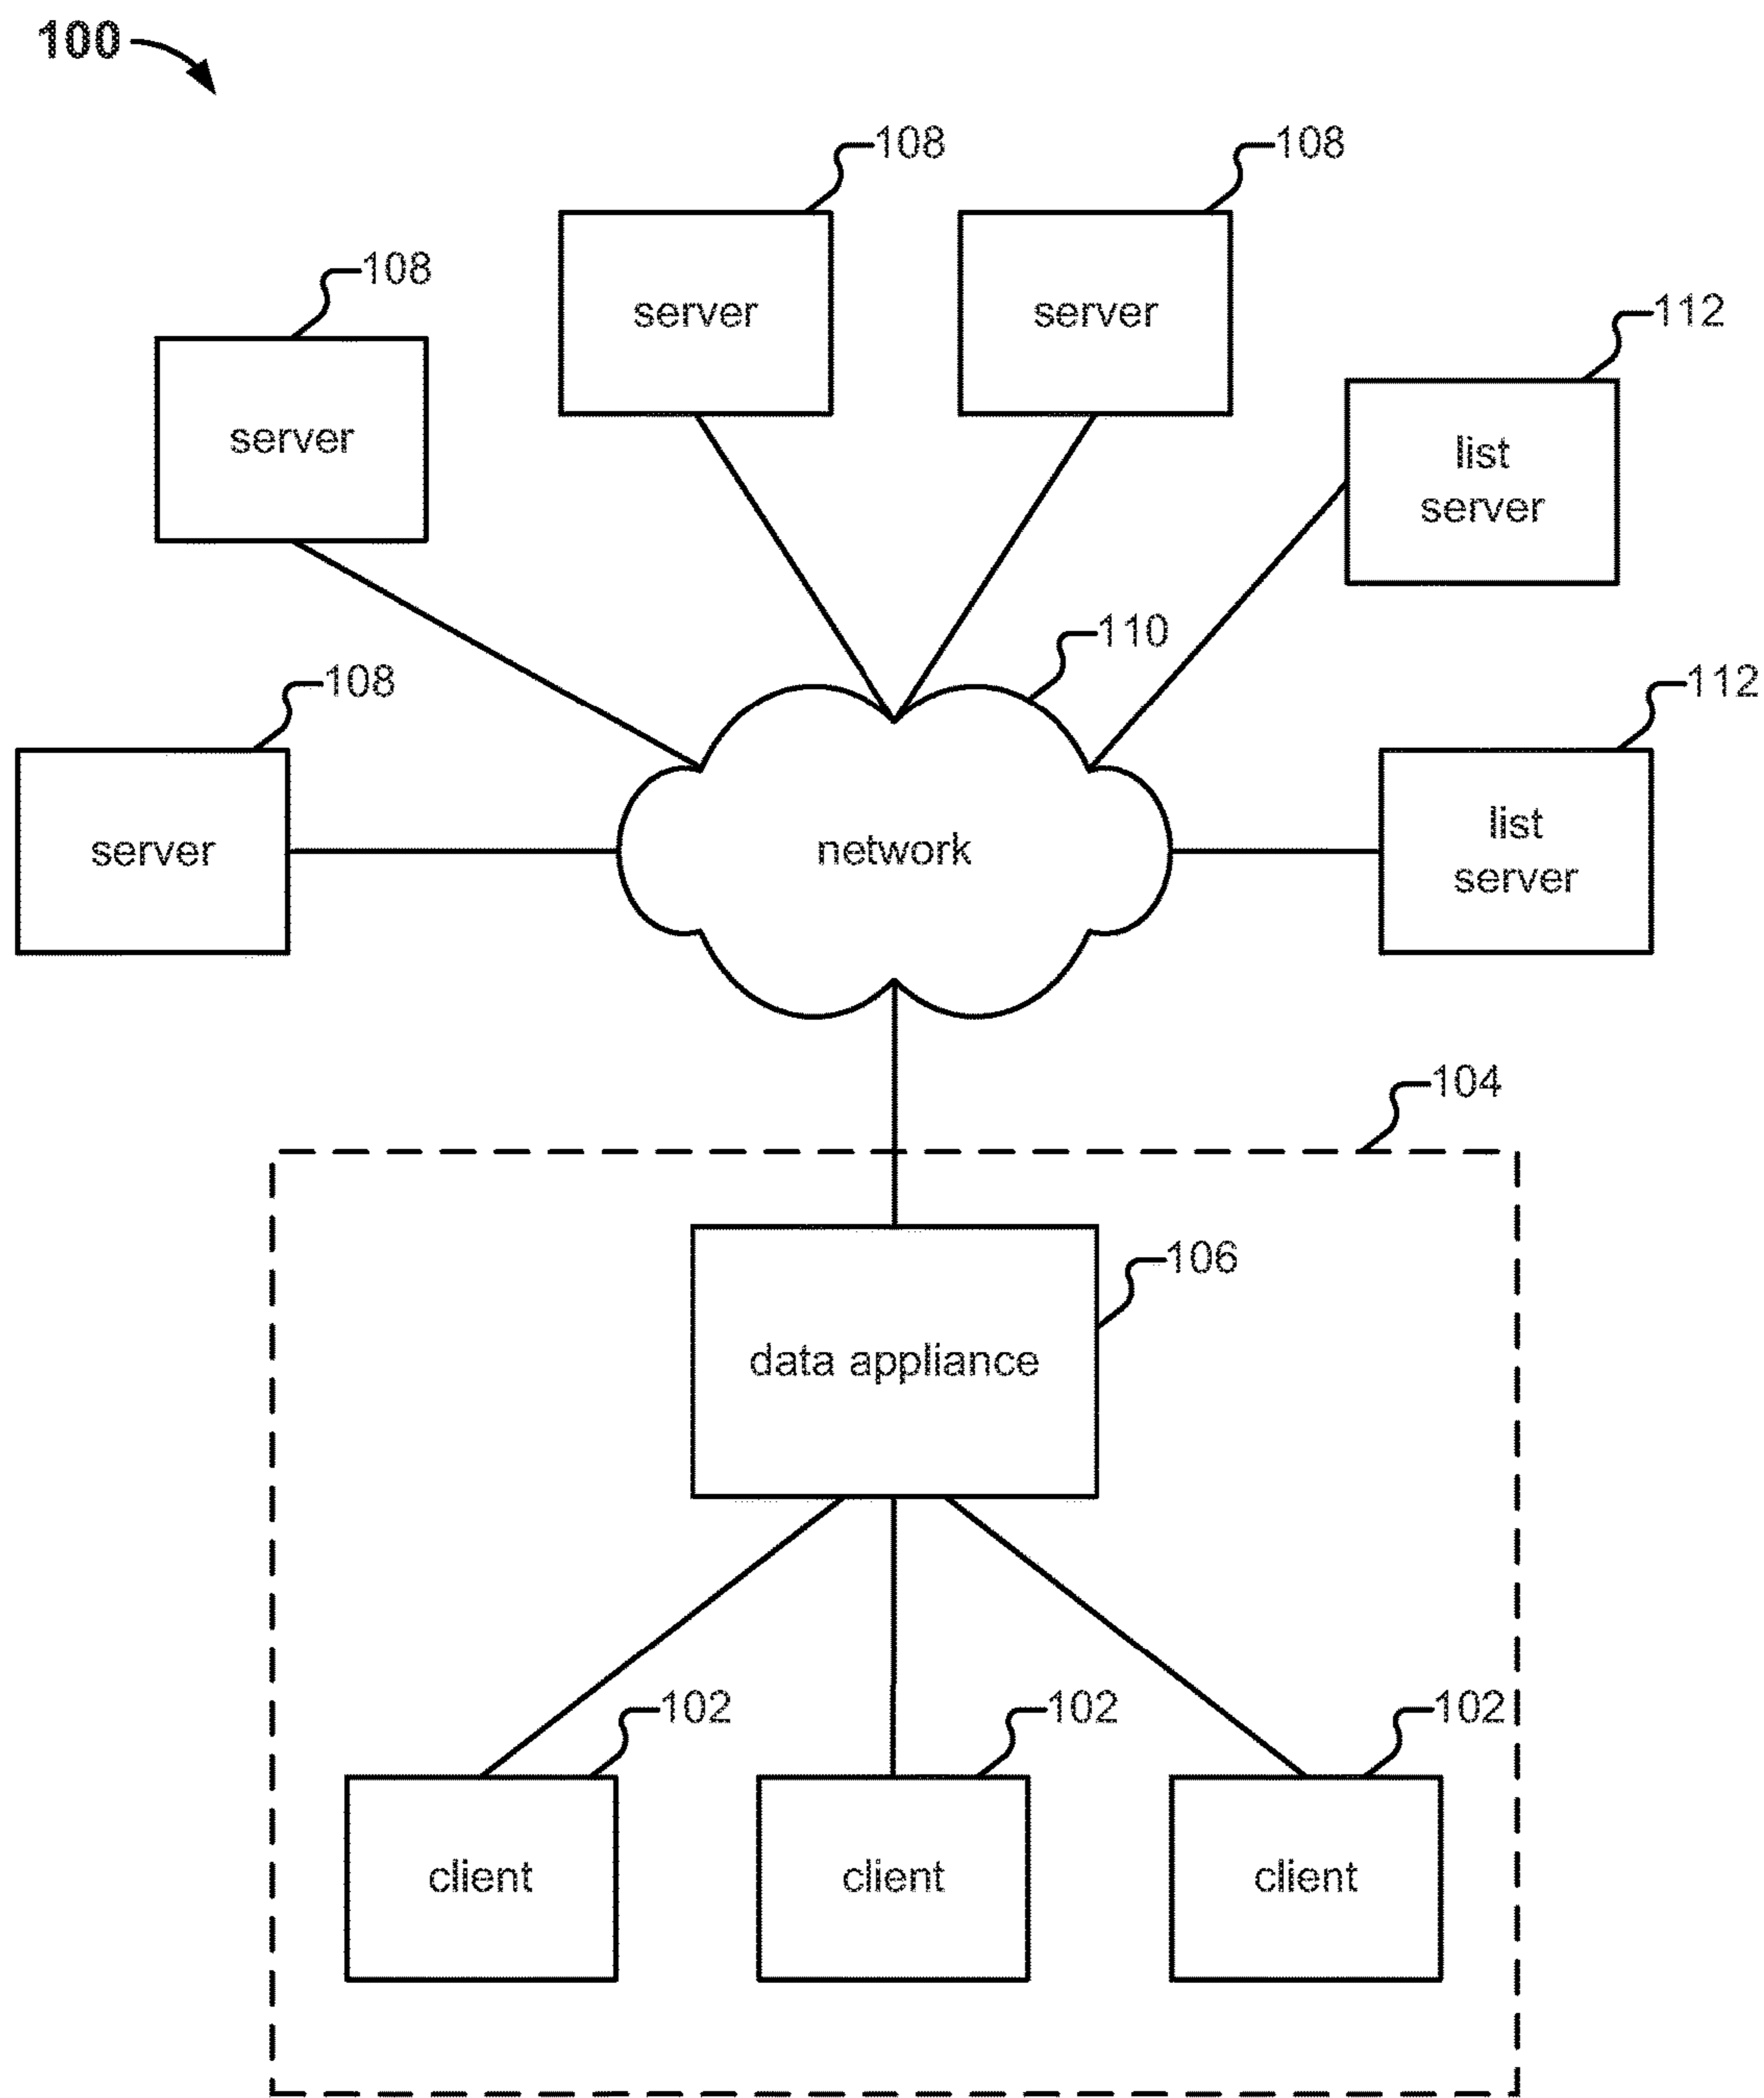 100
108
108
108
server
server
112
server
list
server
110
108
112
server
network
list
server
104
106
data appliance
102
102
102
client
client
client